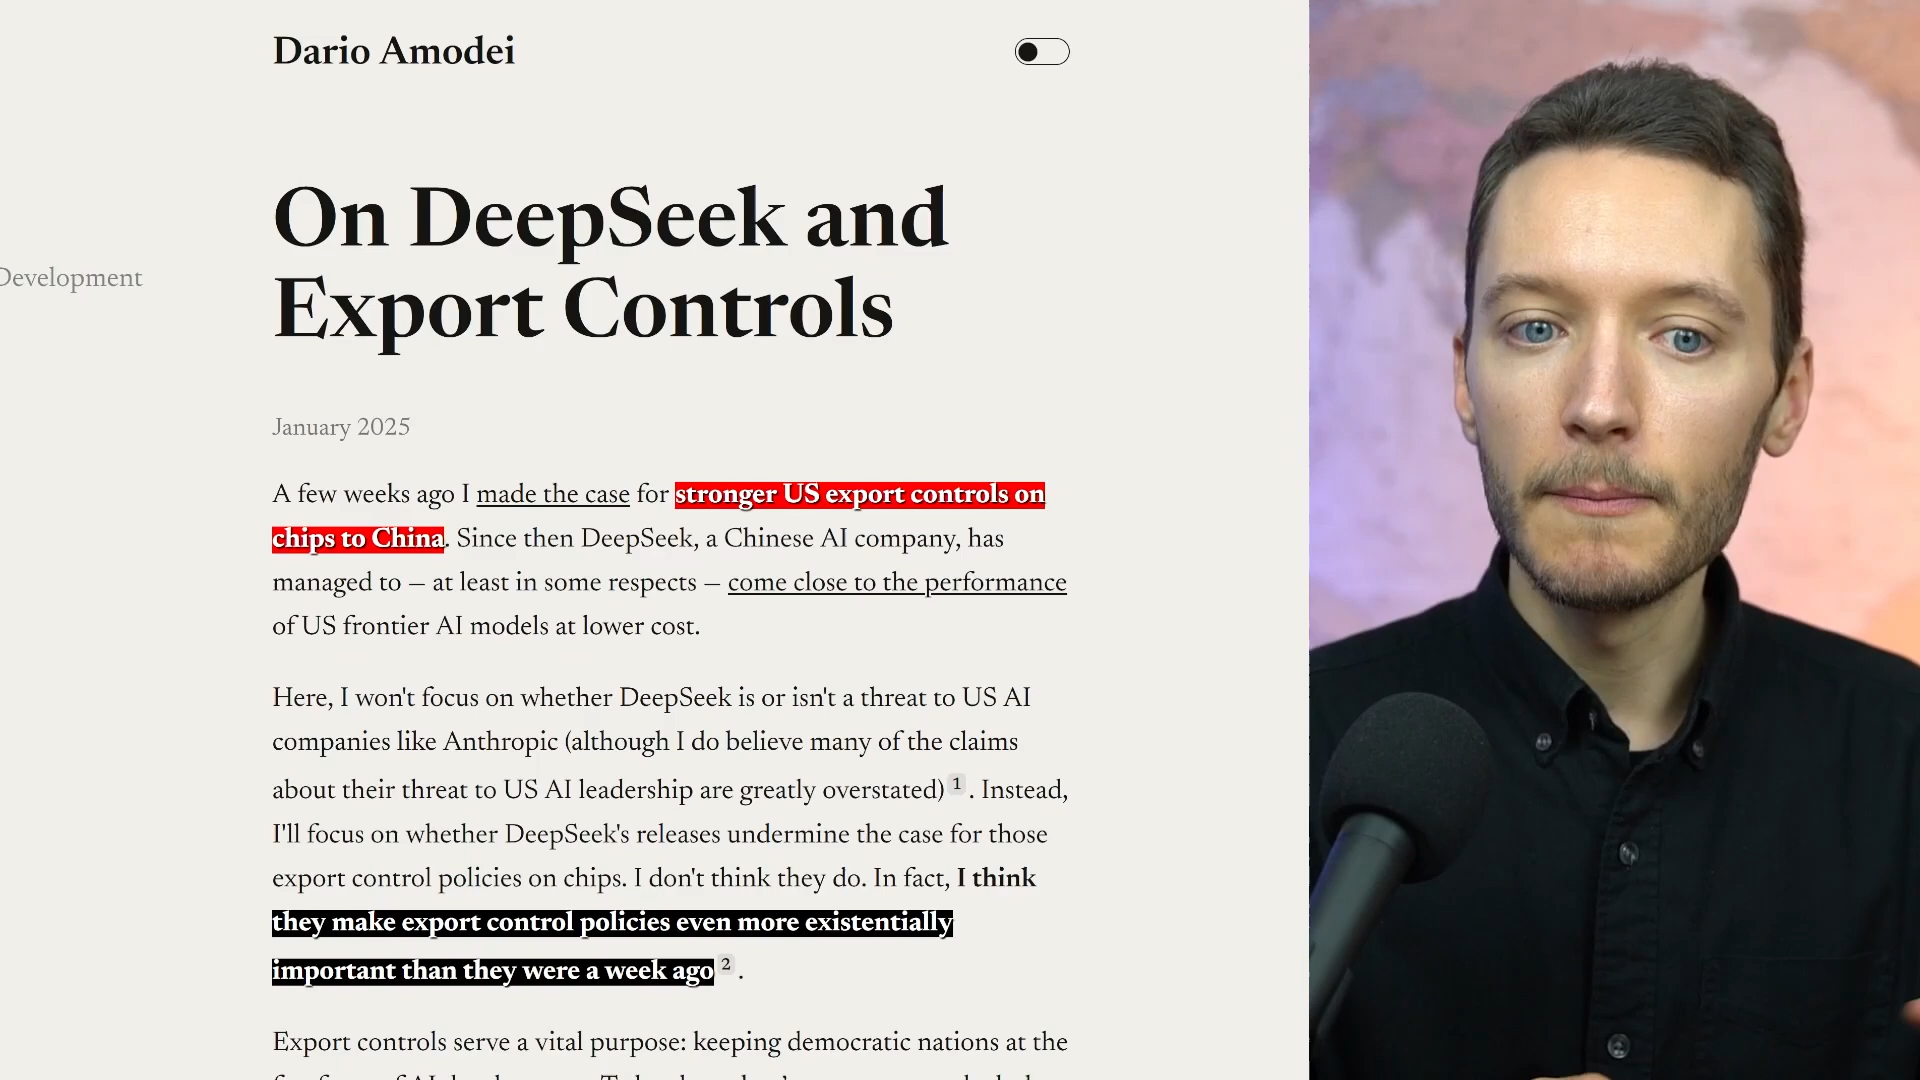 Dario Amodei
On DeepSeek and
Export Controls
Development
January 2025
A few weeks ago I made the case for stronger US export controls on
chips to China. Since then DeepSeek, a Chinese AI company, has
managed to — at least in some respects — come close to the performance
of US frontier AI models at lower cost.
Here, I won't focus on whether DeepSeek is or isn't a threat to US AI
companies like Anthropic (although I do believe many of the claims
about their threat to US AI leadership are greatly overstated)1. Instead,
I'll focus on whether DeepSeek's releases undermine the case for those
export control policies on chips. I don't think they do. In fact, I think
they make export control policies even more existentially
important than they were a week ago2.
Export controls serve a vital purpose: keeping democratic nations at the